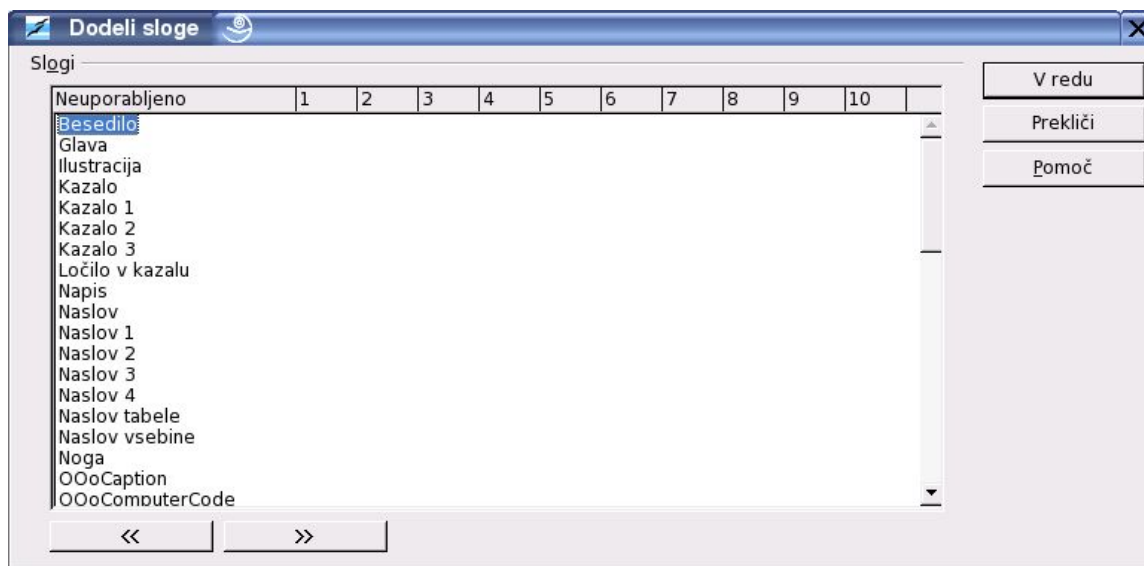 Dodeli sloge
Slogi
Neuporabljeno 1 2 3 4 5 6 7 8 9 10
Besedilo
Glava
Ilustracija
Kazalo
Kazalo 1
Kazalo 2
Kazalo 3
Ločilo v kazalu
Napis
Naslov
Naslov 1
Naslov 2
Naslov 3
Naslov 4
Naslov tabele
Naslov vsebine
Noga
OOoCaption
OOoComputerCode
<< >>
V redu
Prekliči
Pomoč